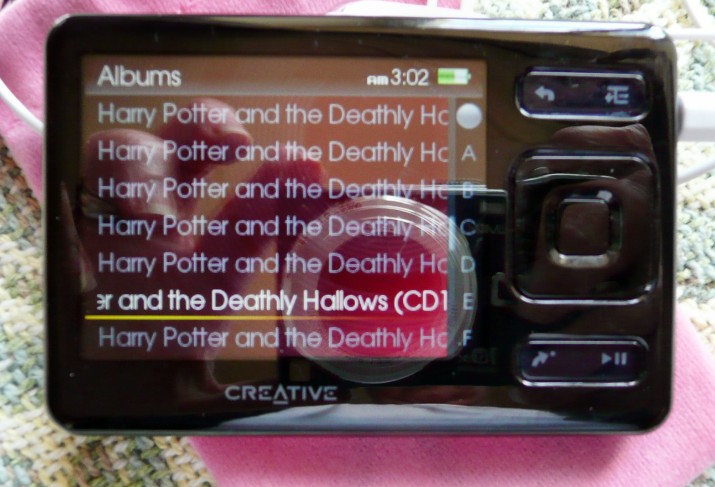 Albums AM 3:02
Harry Potter and the Deathly Ho
Harry Potter and the Deathly Ho A
Harry Potter and the Deathly Ho B
Harry Potter and the Deathly Ho C
Harry Potter and the Deathly Ho D
er and the Deathly Hallows (CD1 E
Harry Potter and the Deathly Ho F
CREATIVE